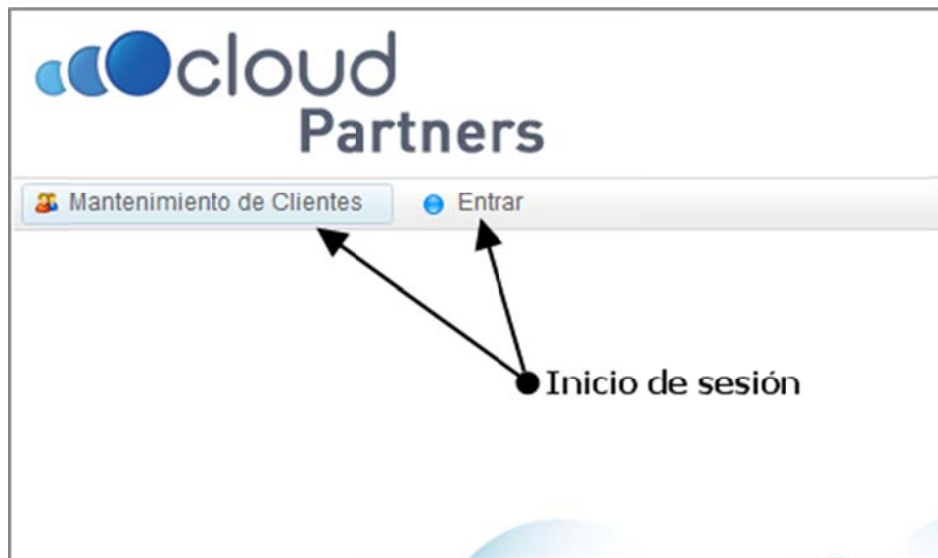 cloud
Partners
Mantenimiento de Clientes Entrar
Inicio de sesión